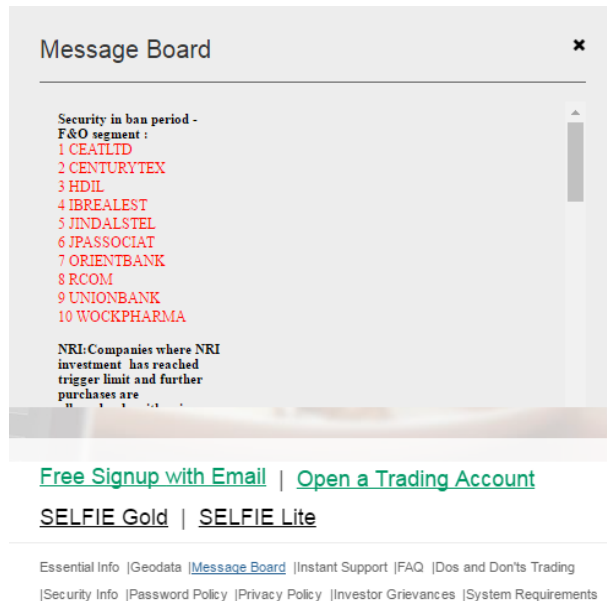 Message Board
Security in ban period -
F&O segment :
1 CEATLTD
2 CENTURYTEX
3 HDIL
4 IBREALEST
5 JINDALSTEL
6 JPASSOCIAT
7 ORIENTBANK
8 RCOM
9 UNIONBANK
10 WOCKPHARMA
NRI:Companies where NRI
investment has reached
trigger limit and further
purchases are
Free Signup with Email | Open a Trading Account
SELFIE Gold | SELFIE Lite
Essential Info |Geodata |Message Board |Instant Support |FAQ |Dos and Don'ts Trading
|Security Info |Password Policy |Privacy Policy |Investor Grievances |System Requirements